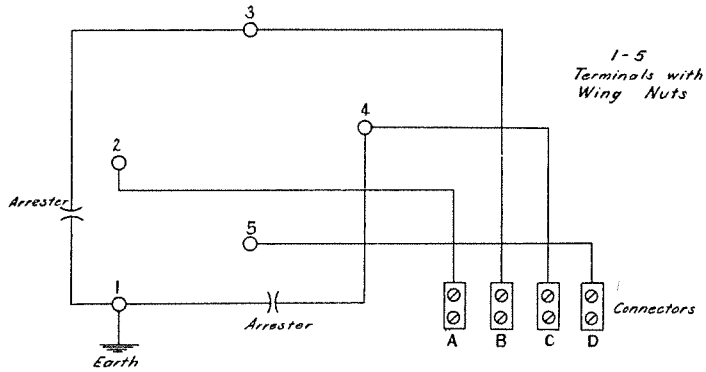 3
1-5
Terminals with
Wing Nuts
4
2
Arrester
5
1
Connectors
Arrester
A B C D
Earth